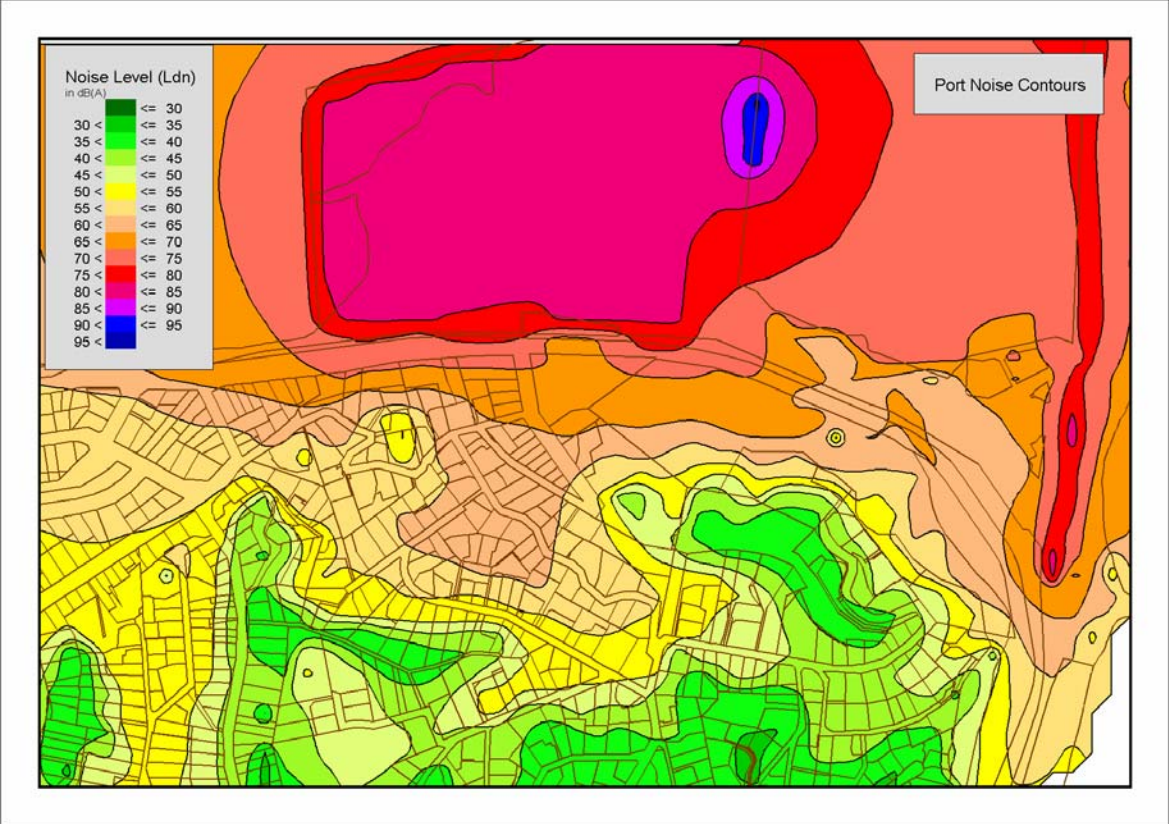 Noise Level (Ldn)
in dB(A)
<= 30
30 < <= 35
35 < <= 40
40 < <= 45
45 < <= 50
50 < <= 55
55 < <= 60
60 < <= 65
65 < <= 70
70 < <= 75
75 < <= 80
80 < <= 85
85 < <= 90
90 < <= 95
95 <
Port Noise Contours